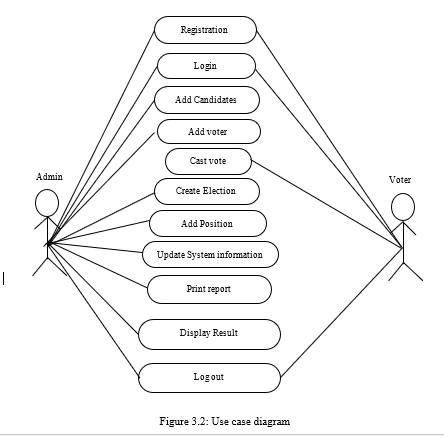 Registration
Login
Add Candidates
Add voter
Cast vote
Admin
Voter
Create Election
Add Position
Update System information
Print report
Display Result
Logout
Figure 3.2: Use case diagram